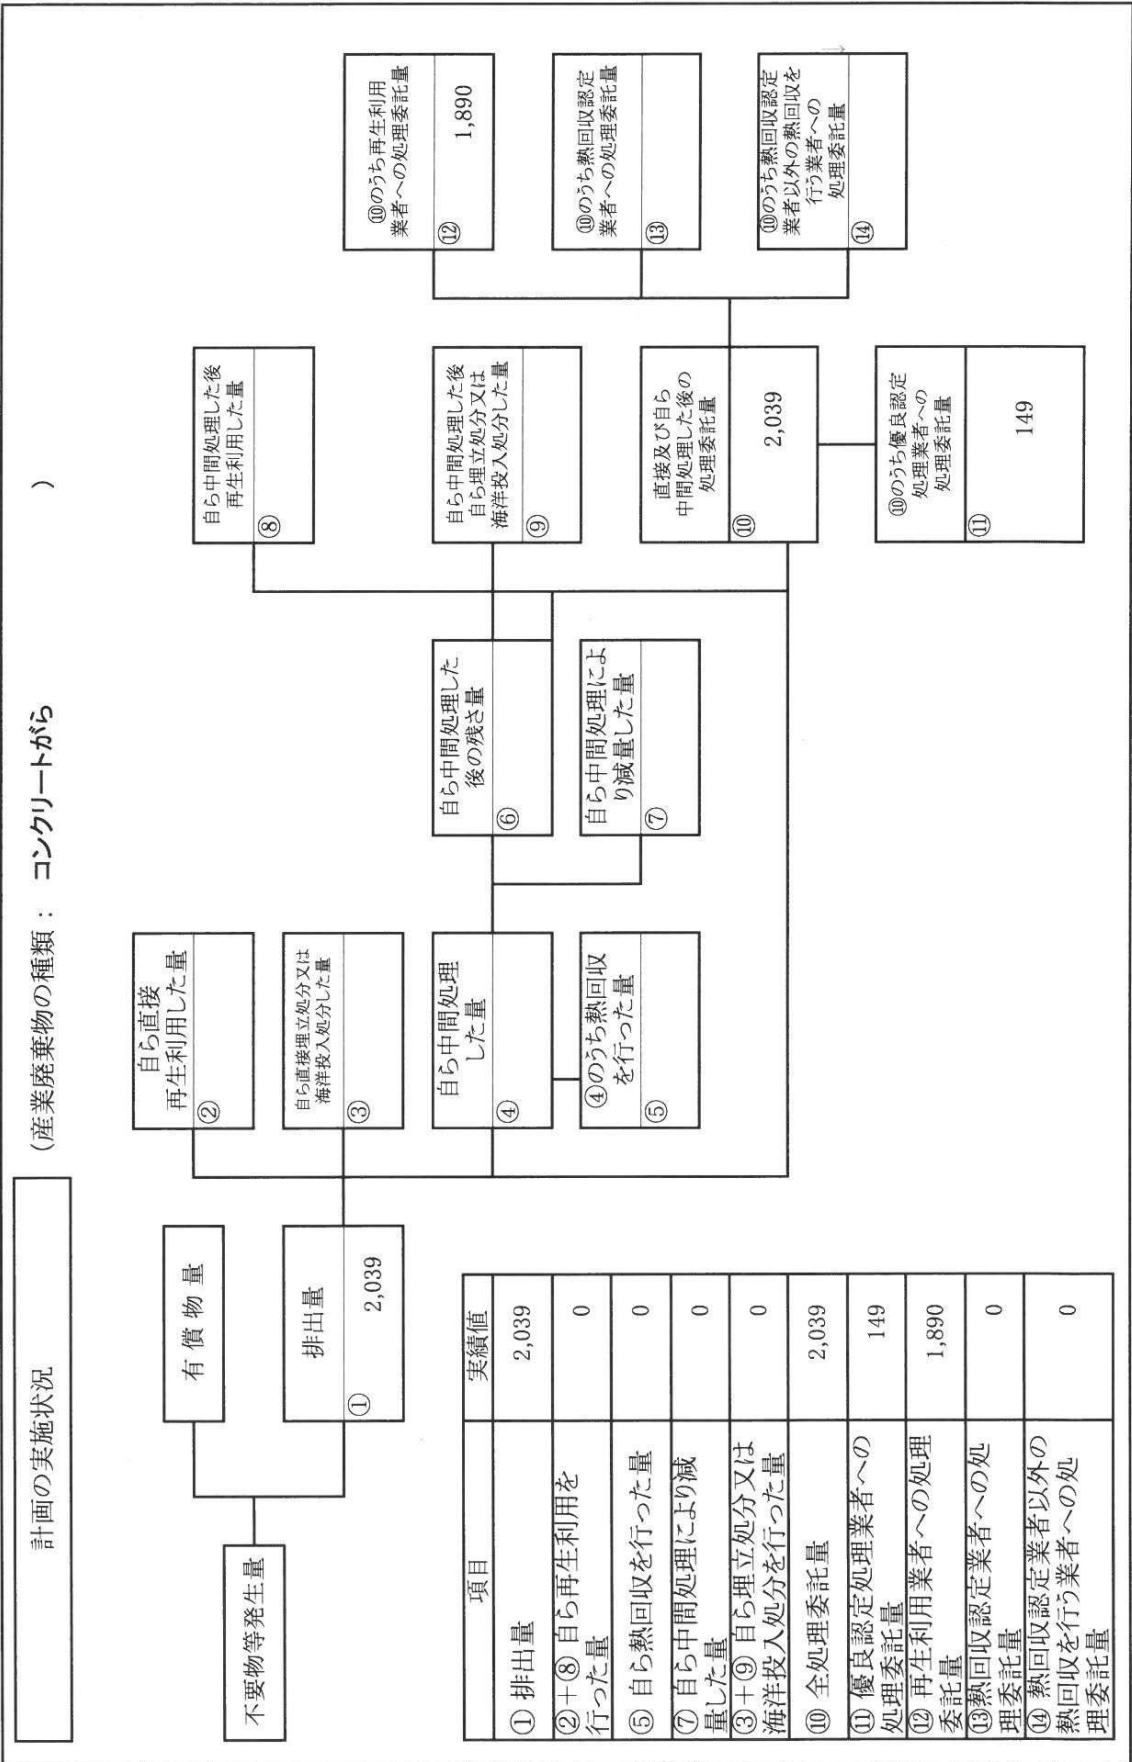 計画の実施状況
(産業廃棄物の種類： コンクリートがら )
不要物等発生量
有 償 物 量
排出量
① 2,039
自ら直接
再生利用した量
②
自ら直接埋立処分又は
海洋投入処分した量
③
自ら中間処理
した量
④
④のうち熱回収
を行った量
⑤
自ら中間処理した
後の残さ量
⑥
自ら中間処理によ
り減量した量
⑦
自ら中間処理した後
再生利用した量
⑧
自ら中間処理した後
自ら埋立処分又は
海洋投入処分した量
⑨
直接及び自ら
中間処理した後の
処理委託量
⑩ 2,039
⑩のうち優良認定
処理業者への
処理委託量
⑪ 149
⑩のうち再生利用
業者への処理委託量
⑫ 1,890
⑩のうち熱回収認定
業者への処理委託量
⑬
⑩のうち熱回収認定
業者以外の熱回収を
行う業者への
処理委託量
⑭
項目 実績値
① 排出量 2,039
②＋⑧ 自ら再生利用を
行った量 0
⑤ 自ら熱回収を行った量 0
⑦ 自ら中間処理により減
量した量 0
③＋⑨ 自ら埋立処分又は
海洋投入処分を行った量 0
⑩ 全処理委託量 2,039
⑪ 優良認定処理業者への
処理委託量 149
⑫ 再生利用業者への処理
委託量 1,890
⑬熱回収認定業者への処
理委託量 0
⑭ 熱回収認定業者以外の
熱回収を行う業者への処
理委託量 0